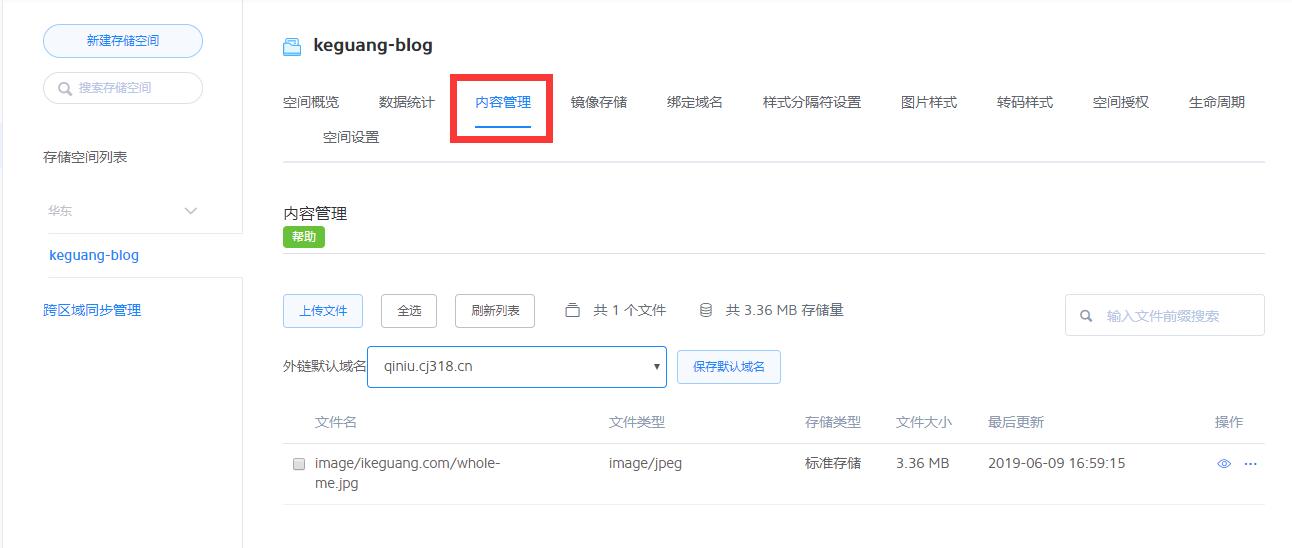 新建存储空间
搜索存储空间
存储空间列表
华东
keguang-blog
跨区域同步管理
keguang-blog
空间概览 数据统计 内容管理 镜像存储 绑定域名 样式分隔符设置 图片样式 转码样式 空间授权 生命周期
空间设置
内容管理
帮助
上传文件 全选 刷新列表 共 1 个文件 共 3.36 MB 存储量 输入文件前缀搜索
外链默认域名 qiniu.cj318.cn 保存默认域名
文件名 文件类型 存储类型 文件大小 最后更新 操作
image/ikeguang.com/whole- image/jpeg 标准存储 3.36 MB 2019-06-09 16:59:15
me.jpg